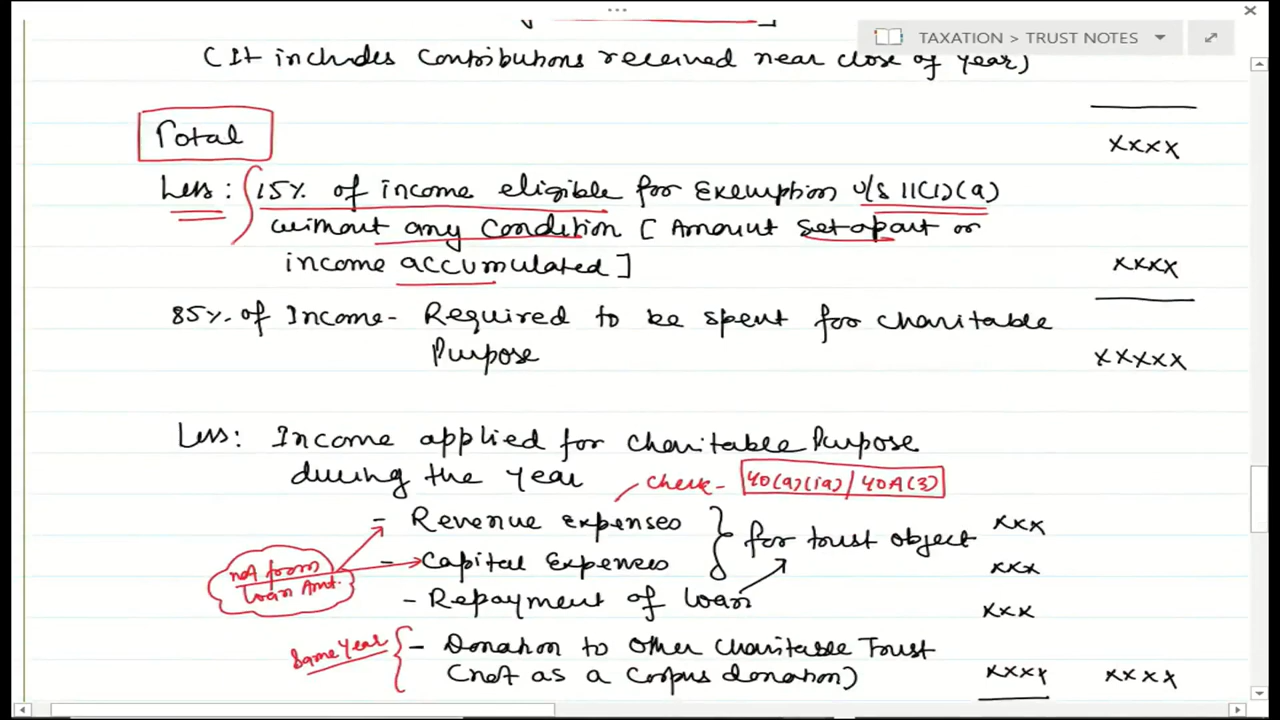 TAXATION > TRUST NOTES
(It includes Contributions received near close of year)
Total xxxx
Less: 15% of income eligible for Exemption u/s 11(1)(a)
without any Condition [Amount set apart or
income accumulated] xxxx
85% of Income - Required to be spent for charitable
Purpose xxxxx
Less: Income applied for charitable Purpose
during the year check - 40(a)(ia) / 40A(3)
- Revenue expenses xxx
for trust object
- Capital Expenses xxx
not from
loan Amt.
- Repayment of loan xxx
Same Year - Donation to Other Charitable Trust
(not as a Corpus donation) xxxx xxxx